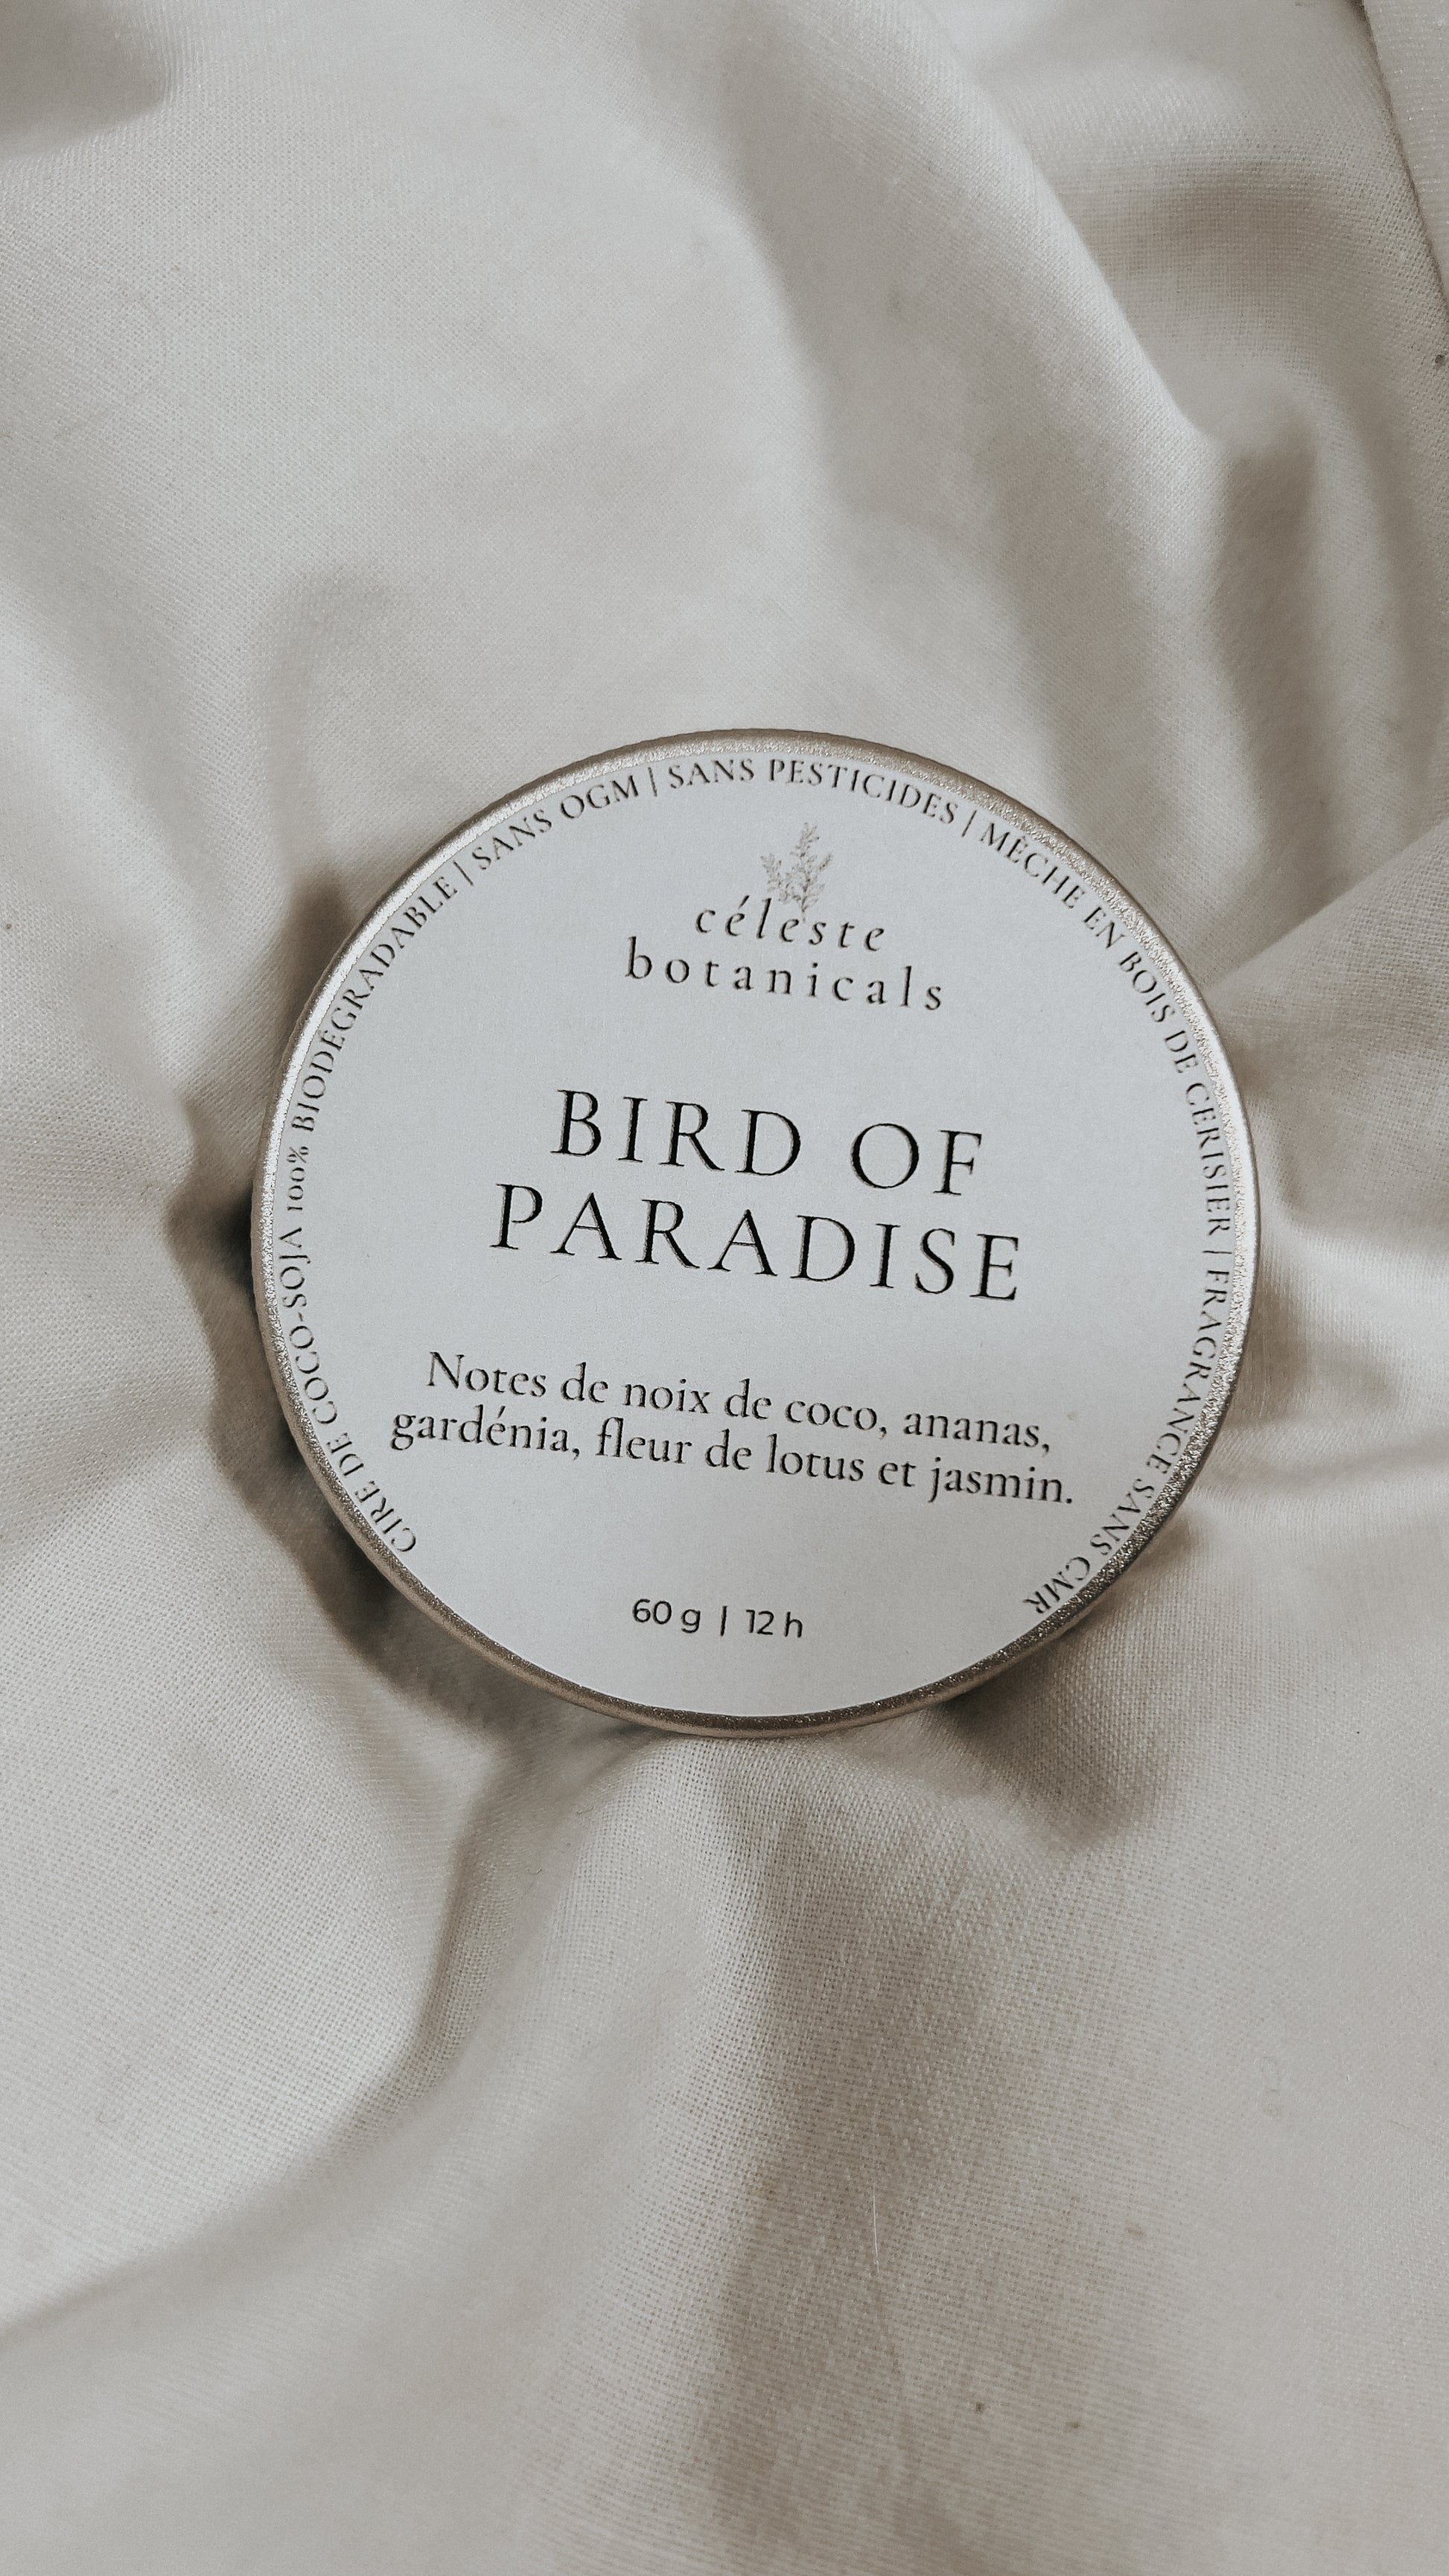 CIRE DE COCO-SOJA 100% BIODÉGRADABLE | SANS OGM | SANS PESTICIDES | MÈCHE EN BOIS DE CERISIER | FRAGRANCE SANS CMR
céleste
botanicals
BIRD OF
PARADISE
Notes de noix de coco, ananas,
gardénia, fleur de lotus et jasmin.
60 g | 12 h